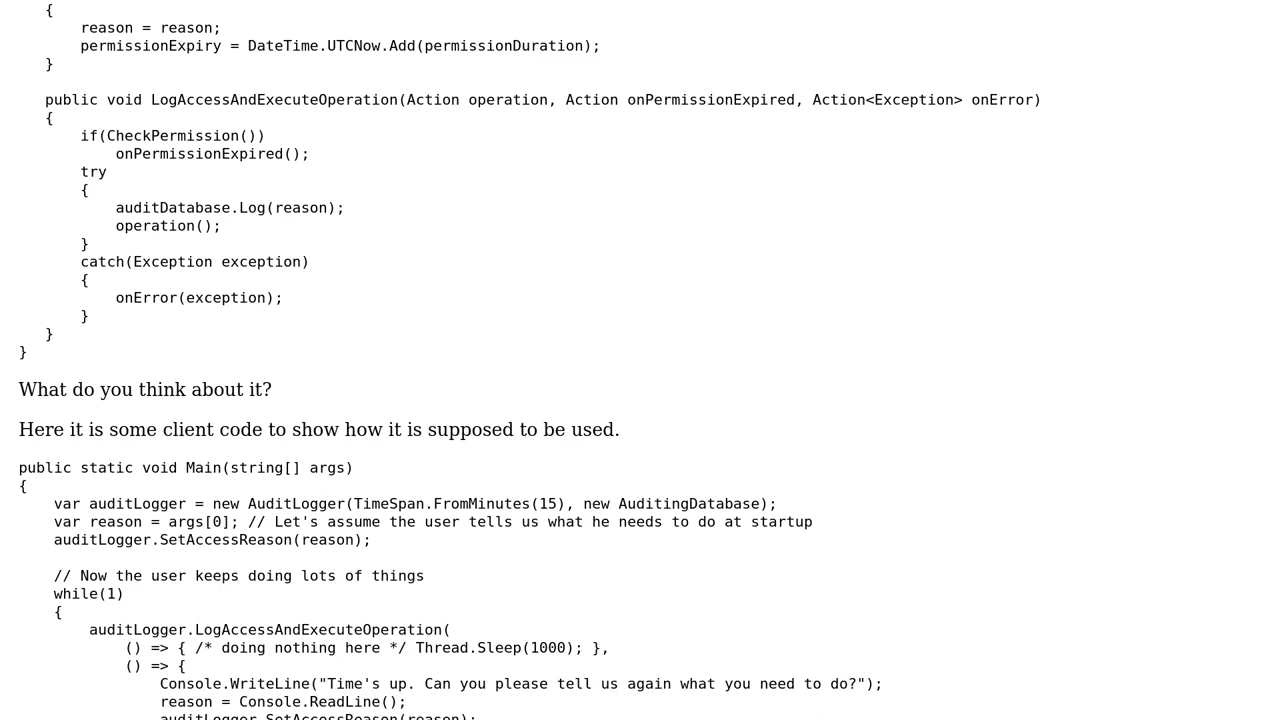 {
reason = reason;
permissionExpiry = DateTime.UTCNow.Add(permissionDuration);
}
public void LogAccessAndExecuteOperation(Action operation, Action onPermissionExpired, Action<Exception> onError)
{
if(CheckPermission())
onPermissionExpired();
try
{
auditDatabase.Log(reason);
operation();
}
catch(Exception exception)
{
onError(exception);
}
}
}
What do you think about it?
Here it is some client code to show how it is supposed to be used.
public static void Main(string[] args)
{
var auditLogger = new AuditLogger(TimeSpan.FromMinutes(15), new AuditingDatabase);
var reason = args[0]; // Let's assume the user tells us what he needs to do at startup
auditLogger.SetAccessReason(reason);
// Now the user keeps doing lots of things
while(1)
{
auditLogger.LogAccessAndExecuteOperation(
() => { /* doing nothing here */ Thread.Sleep(1000); },
() => {
Console.WriteLine("Time's up. Can you please tell us again what you need to do?");
reason = Console.ReadLine();
auditLogger.SetAccessReason(reason);